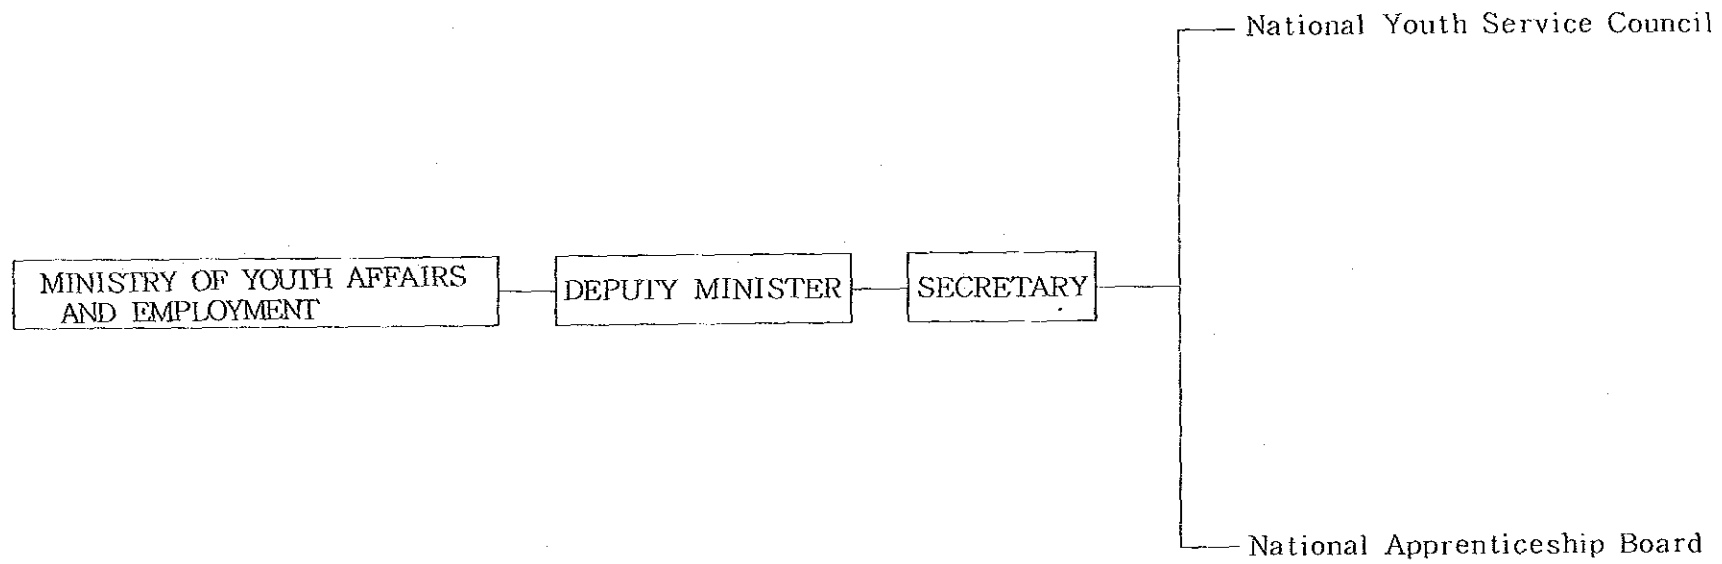 National Youth Service Council
MINISTRY OF YOUTH AFFAIRS
AND EMPLOYMENT
DEPUTY MINISTER
SECRETARY
National Apprenticeship Board